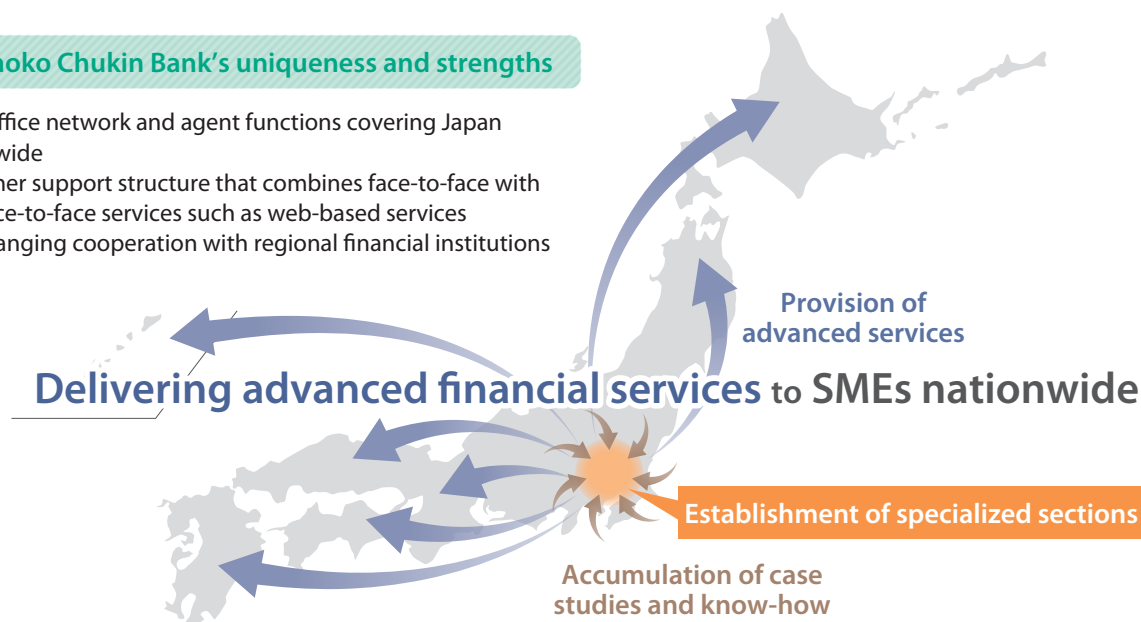 noko Chukin Bank's uniqueness and strengths
ffice network and agent functions covering Japan
wide
ner support structure that combines face-to-face with
ce-to-face services such as web-based services
anging cooperation with regional financial institutions
Provision of
advanced services
Delivering advanced financial services to SMEs nationwide
Establishment of specialized sections
Accumulation of case
studies and know-how